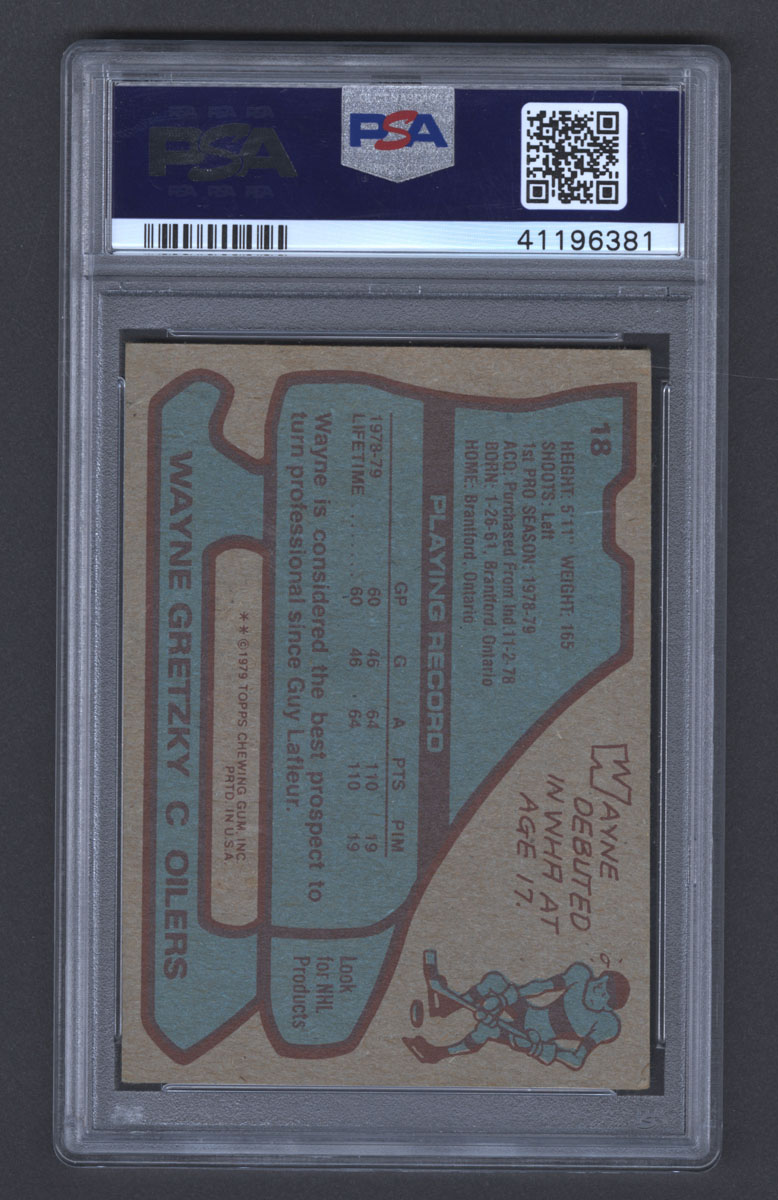 PSA
PSA
41196381
18
HEIGHT: 5'11" WEIGHT: 165
SHOOTS: Left
1st PRO SEASON: 1978-79
ACQ: Purchased From Ind. 11-2-78
BORN: 1-26-61, Brantford, Ontario
HOME: Brantford, Ontario
WAYNE
DEBUTED
IN WHA AT
AGE 17.
PLAYING RECORD
GP G A PTS PIM
1978-79 60 46 64 110 19
LIFETIME 60 46 64 110 19
Wayne is considered the best prospect to
turn professional since Guy Lafleur.
Look
for NHL
Products
**©1979 TOPPS CHEWING GUM, INC.
PRTD. IN U.S.A.
WAYNE GRETZKY C OILERS